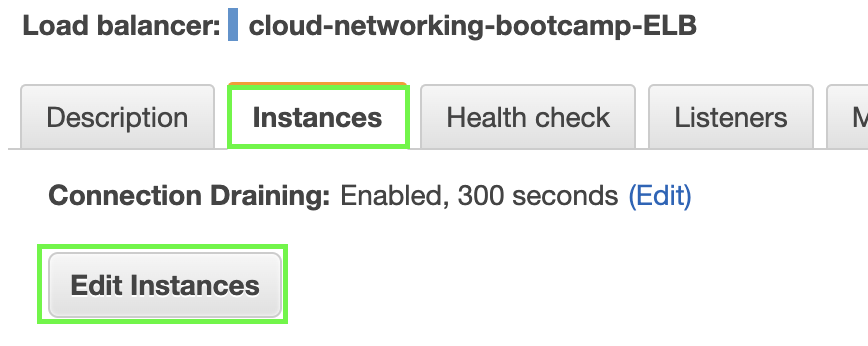 Load balancer: cloud-networking-bootcamp-ELB
Description Instances Health check Listeners M
Connection Draining: Enabled, 300 seconds (Edit)
Edit Instances